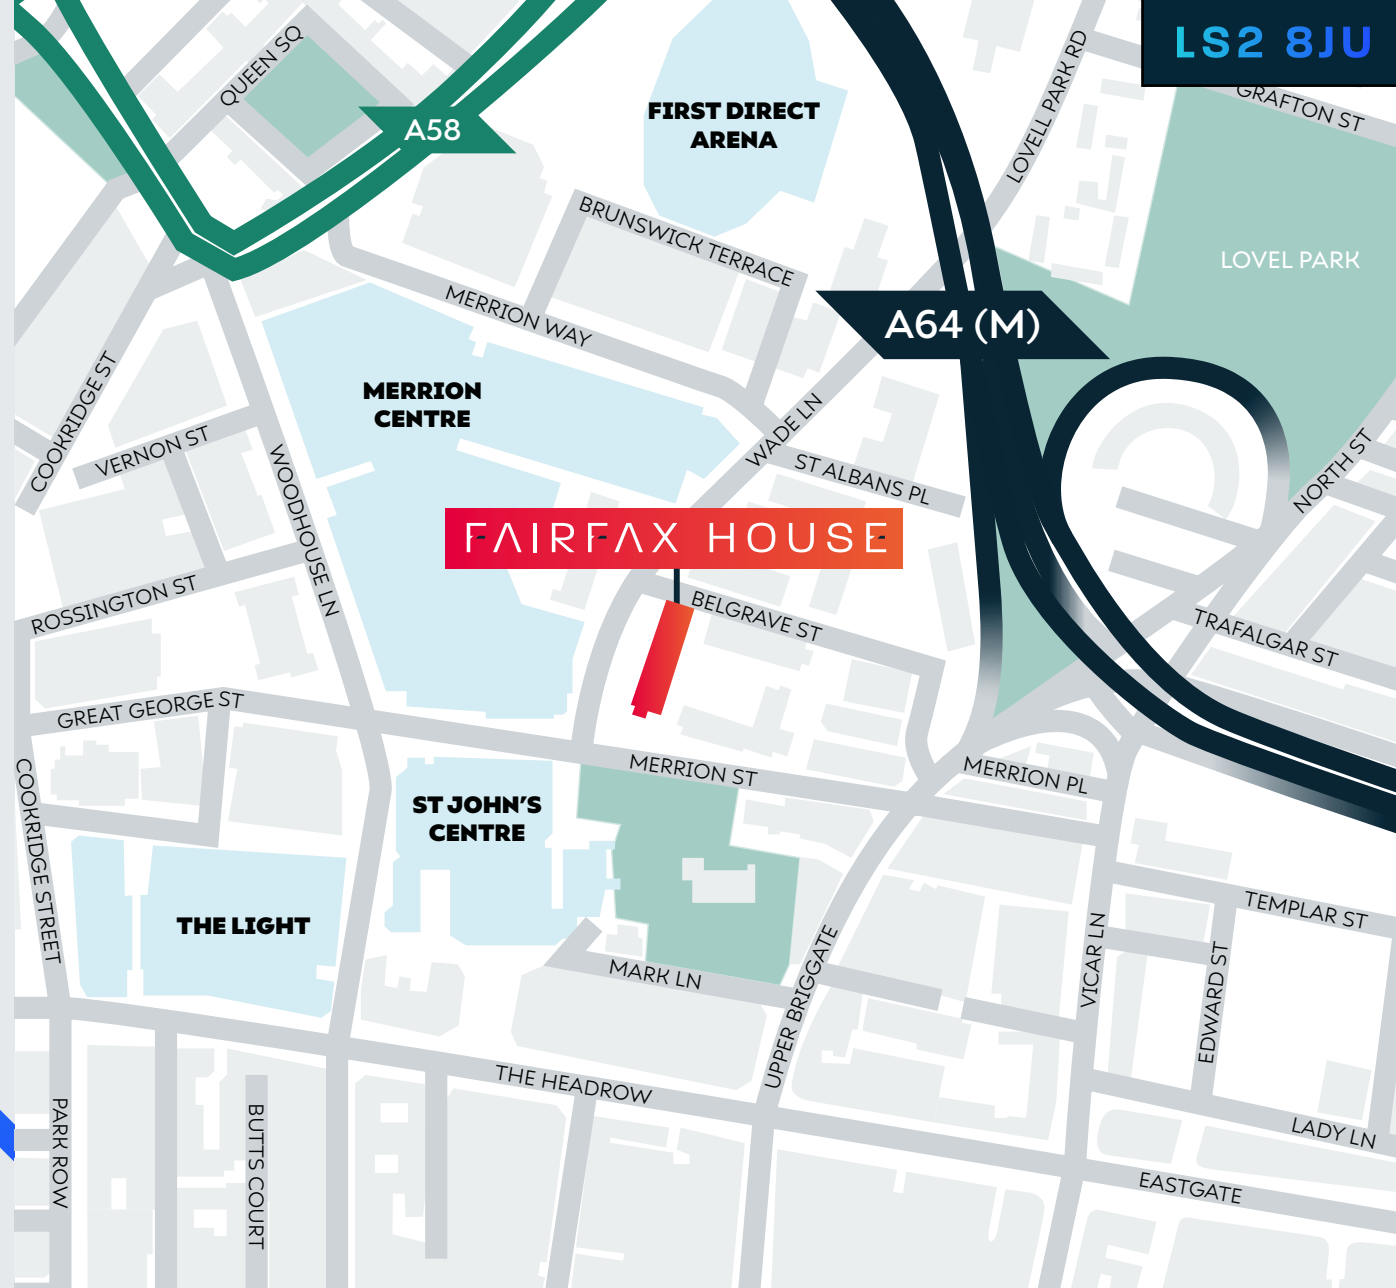 LS2 8JU
QUEEN SQ
A58
FIRST DIRECT
ARENA
LOVELL PARK RD
GRAFTON ST
BRUNSWICK TERRACE
LOVEL PARK
MERRION WAY
A64 (M)
MERRION
CENTRE
COOKRIDGE ST
VERNON ST
WOODHOUSE LN
WADE LN
ST ALBANS PL
NORTH ST
FAIRFAX HOUSE
ROSSINGTON ST
BELGRAVE ST
TRAFALGAR ST
GREAT GEORGE ST
MERRION ST
MERRION PL
COOKRIDGE STREET
ST JOHN'S
CENTRE
THE LIGHT
MARK LN
UPPER BRIGGATE
VICAR LN
TEMPLAR ST
EDWARD ST
THE HEADROW
PARK ROW
BUTTS COURT
LADY LN
EASTGATE